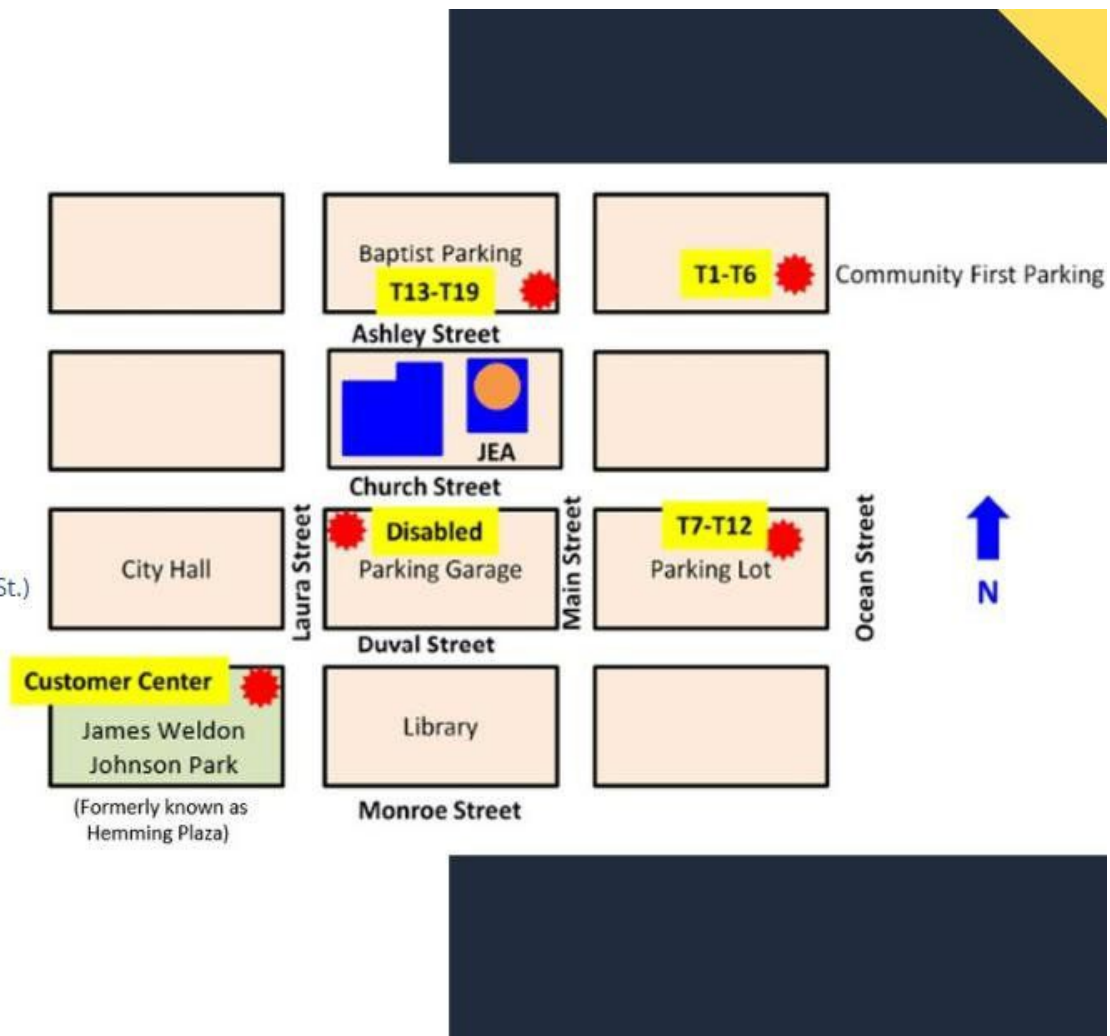 Baptist Parking
T13-T19
T1-T6
Community First Parking
Ashley Street
JEA
Church Street
Laura Street
Disabled
Parking Garage
Main Street
T7-T12
Parking Lot
Ocean Street
N
City Hall
St.)
Duval Street
Customer Center
James Weldon
Johnson Park
Library
(Formerly known as
Hemming Plaza)
Monroe Street